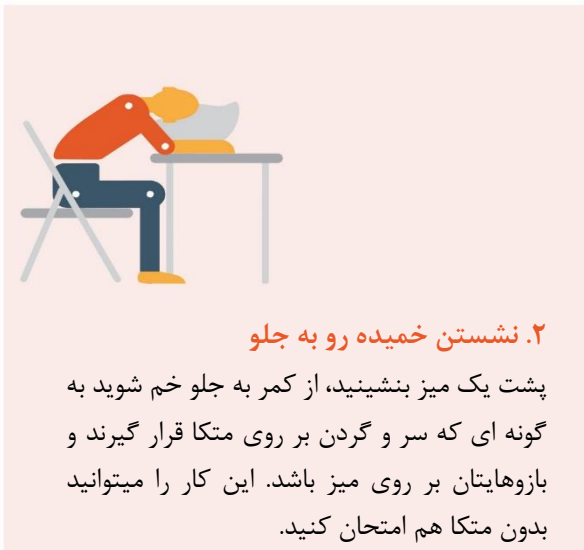 ۲. نشستن خمیده رو به جلو
پشت یک میز بنشینید، از کمر به جلو خم شوید به
گونه ای که سر و گردن بر روی متکا قرار گیرند و
بازوهایتان بر روی میز باشد. این کار را میتوانید
بدون متکا هم امتحان کنید.